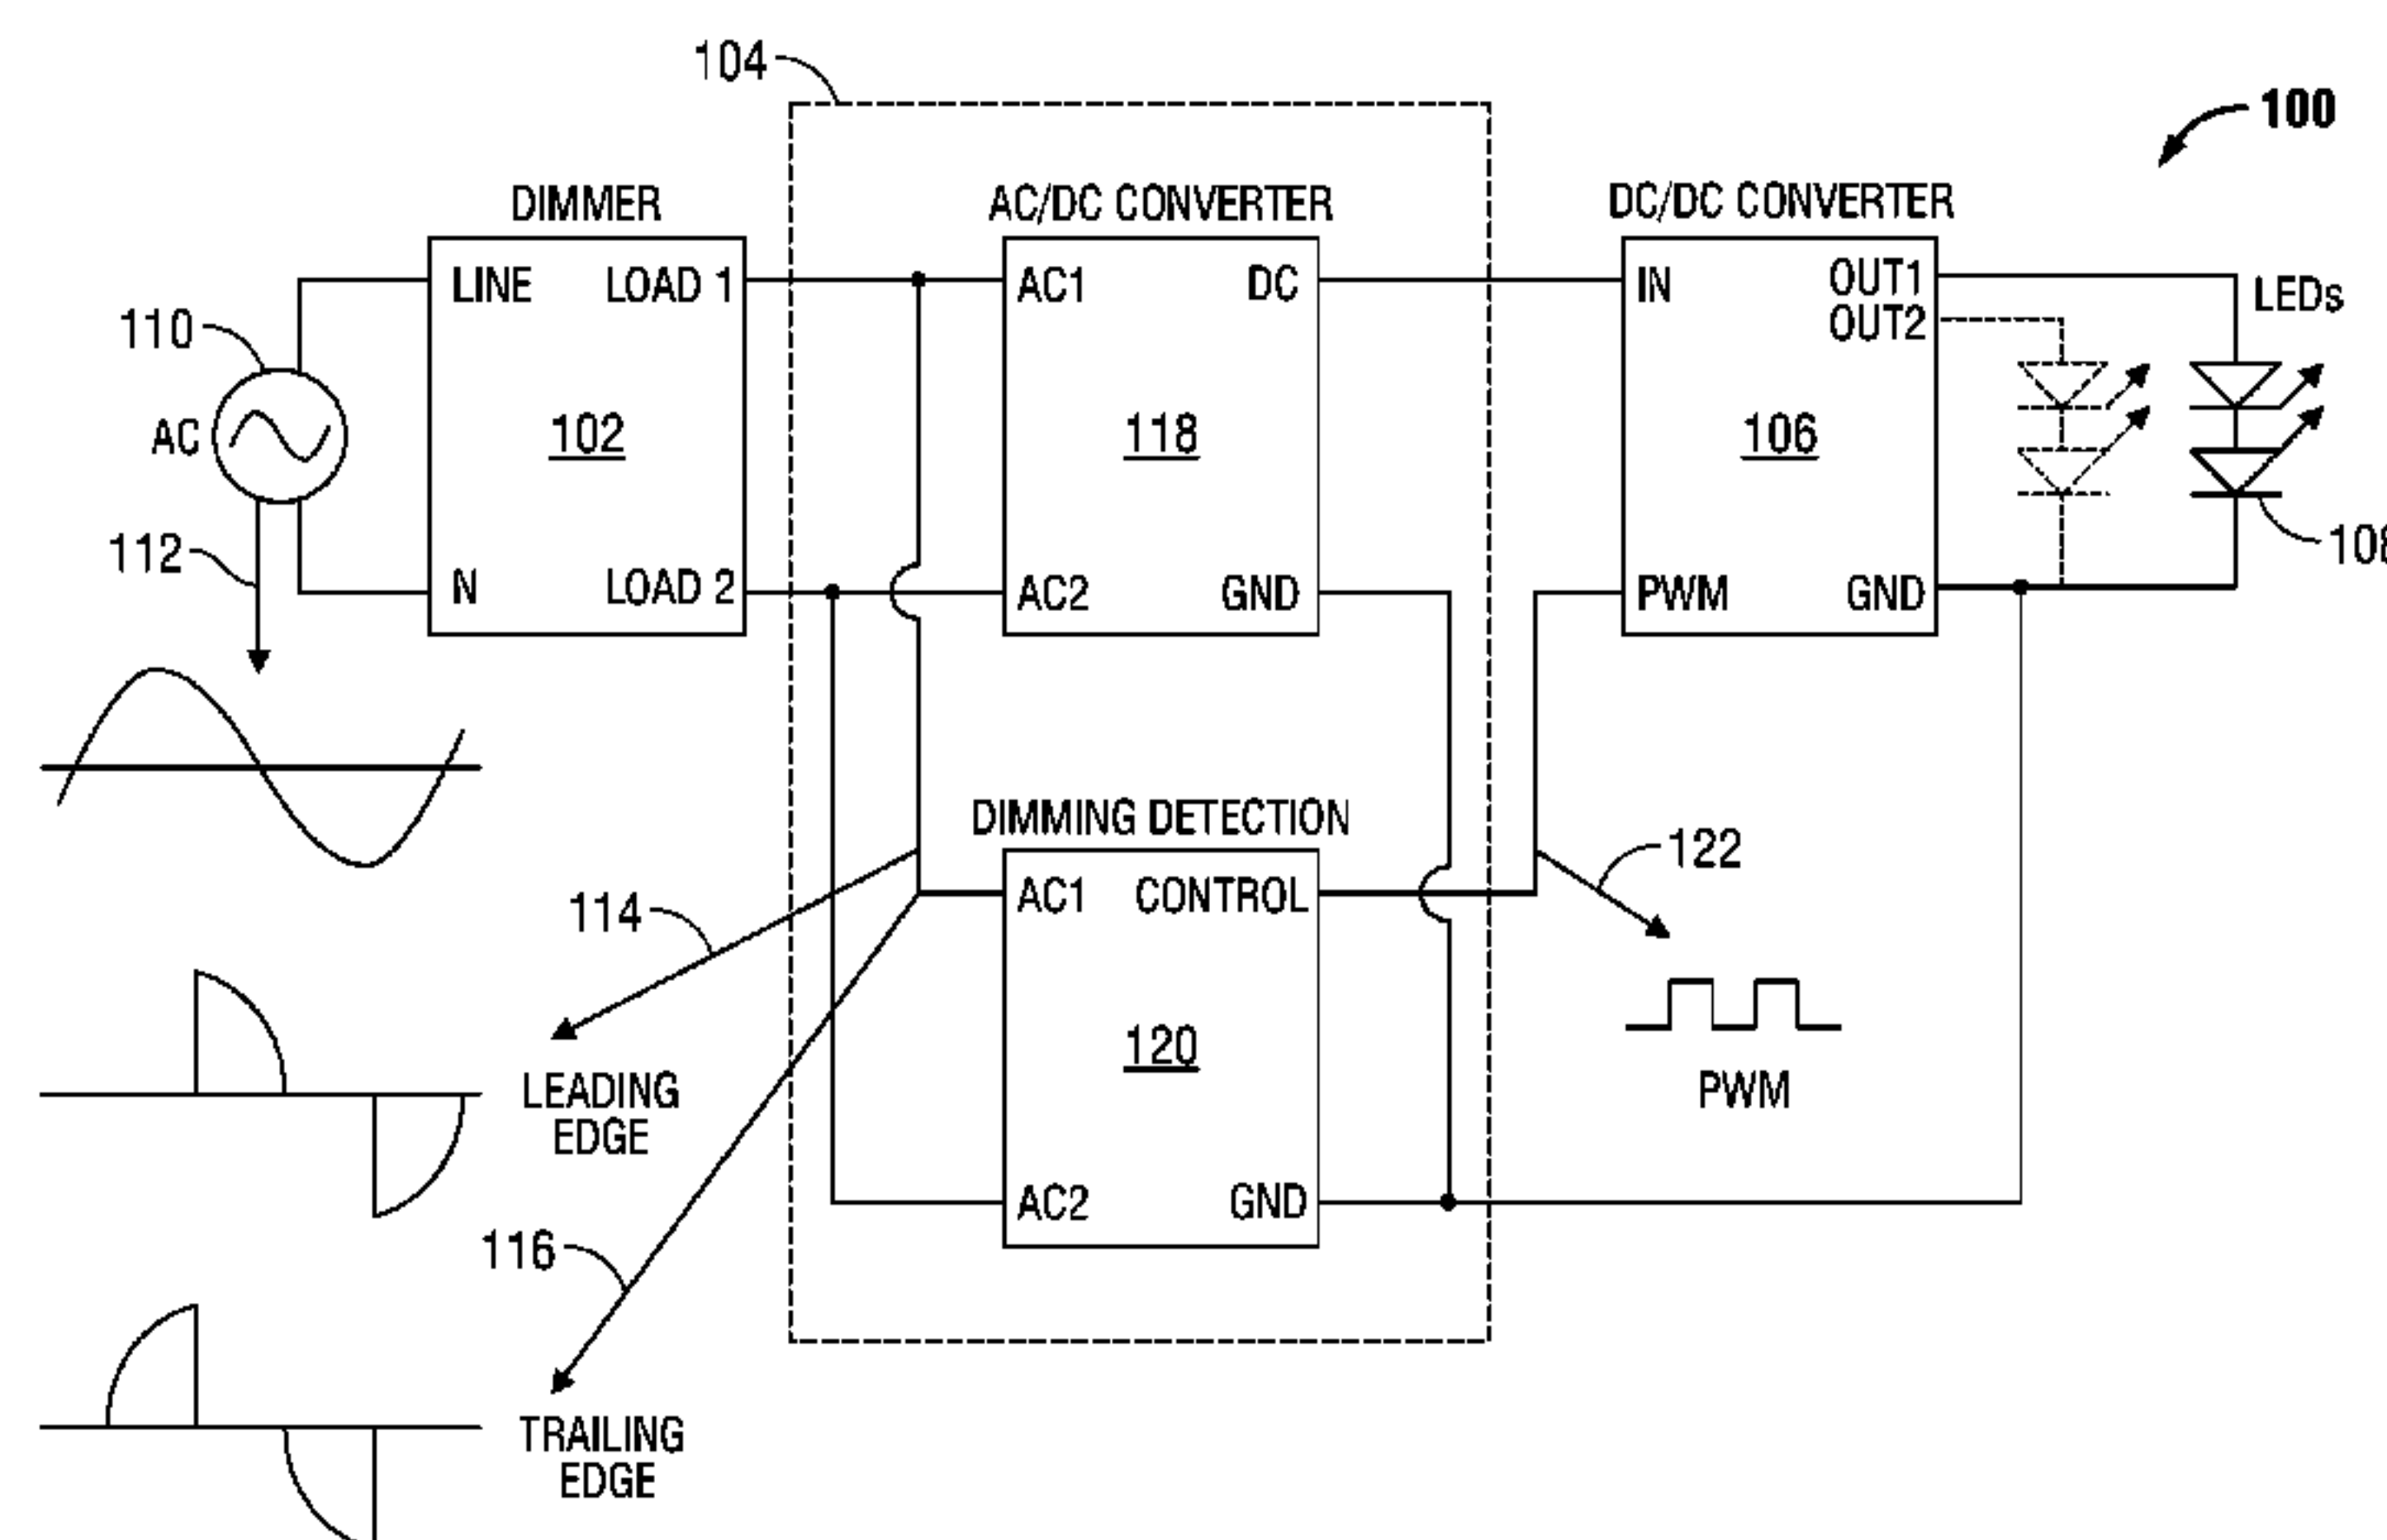 104
100
DIMMER
AC/DC CONVERTER
DC/DC CONVERTER
LINE
LOAD 1
AC1
DC
IN
OUT1
OUT2
LEDs
110
AC
102
118
106
112
N
LOAD 2
AC2
GND
PWM
GND
DIMMING DETECTION
122
114
AC1
CONTROL
120
PWM
LEADING
EDGE
AC2
GND
116
TRAILING
EDGE